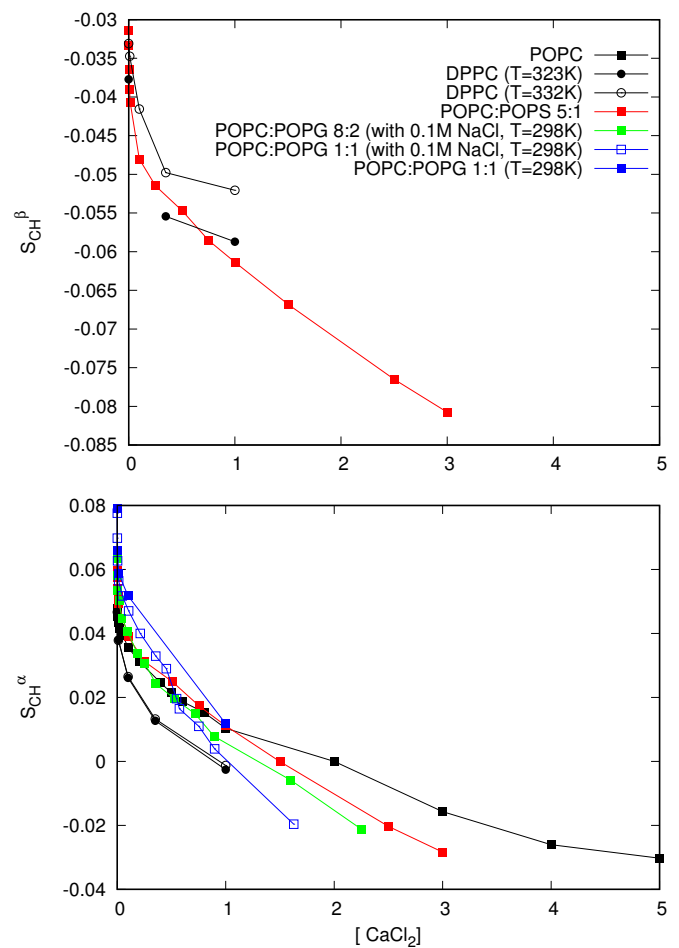 -0.03
-0.035
-0.04
-0.045
-0.05
-0.055
-0.06
-0.065
-0.07
-0.075
-0.08
-0.085
S_CH^β
POPC
DPPC (T=323K)
DPPC (T=332K)
POPC:POPS 5:1
POPC:POPG 8:2 (with 0.1M NaCl, T=298K)
POPC:POPG 1:1 (with 0.1M NaCl, T=298K)
POPC:POPG 1:1 (T=298K)
0 1 2 3 4 5
0.08
0.06
0.04
0.02
0
-0.02
-0.04
S_CH^α
0 1 2 3 4 5
[ CaCl₂]